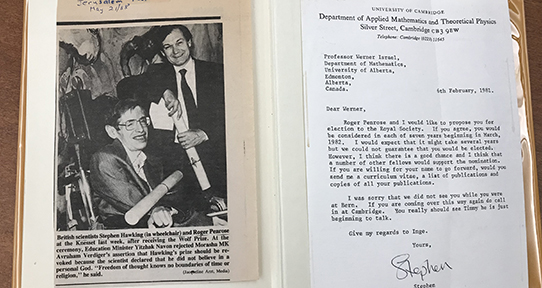 Jerusalem Post
May 21/88
British scientists Stephen Hawking (in wheelchair) and Roger Penrose
at the Knesset last week, after receiving the Wolf Prize. At the
ceremony, Education Minister Yitzhak Navon rejected Morasha MK
Avraham Verdiger's assertion that Hawking's prize should be re-
voked because the scientist declared that he did not believe in a
personal God. "Freedom of thought knows no boundaries of time or
religion," he said.
(Jacqueline Arzt, Media)
UNIVERSITY OF CAMBRIDGE
Department of Applied Mathematics and Theoretical Physics
Silver Street, Cambridge CB3 9EW
Telephone: Cambridge (0223) 51645
Professor Werner Israel,
Department of Mathematics,
University of Alberta,
Edmonton,
Alberta,
Canada.
6th February, 1981.
Dear Werner,
Roger Penrose and I would like to propose you for
election to the Royal Society. If you agree, you would
be considered in each of seven years beginning in March,
1982. I would expect that it might take several years
but we could not guarantee that you would be elected.
However, I think there is a good chance and I think that
a number of other fellows would support the nomination.
If you are willing for your name to go forward, would you
send me a curriculum vitae, a list of publications and
copies of all your publications.
I was sorry that we did not see you while you were
at Bern. If you are coming over this way again do call
in at Cambridge. You really should see Timmy he is just
beginning to talk.
Give my regards to Inge.
Yours,
Stephen
Stephen